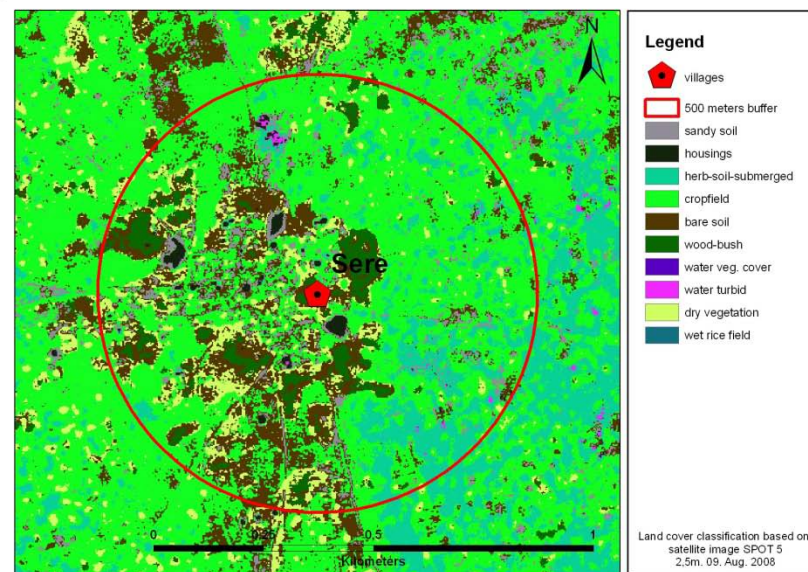 N
Sere
0
0.25
0.5
1
Kilometers
Legend
villages
500 meters buffer
sandy soil
housings
herb-soil-submerged
cropfield
bare soil
wood-bush
water veg. cover
water turbid
dry vegetation
wet rice field
Land cover classification based on
satellite image SPOT 5
2,5m. 09. Aug. 2008